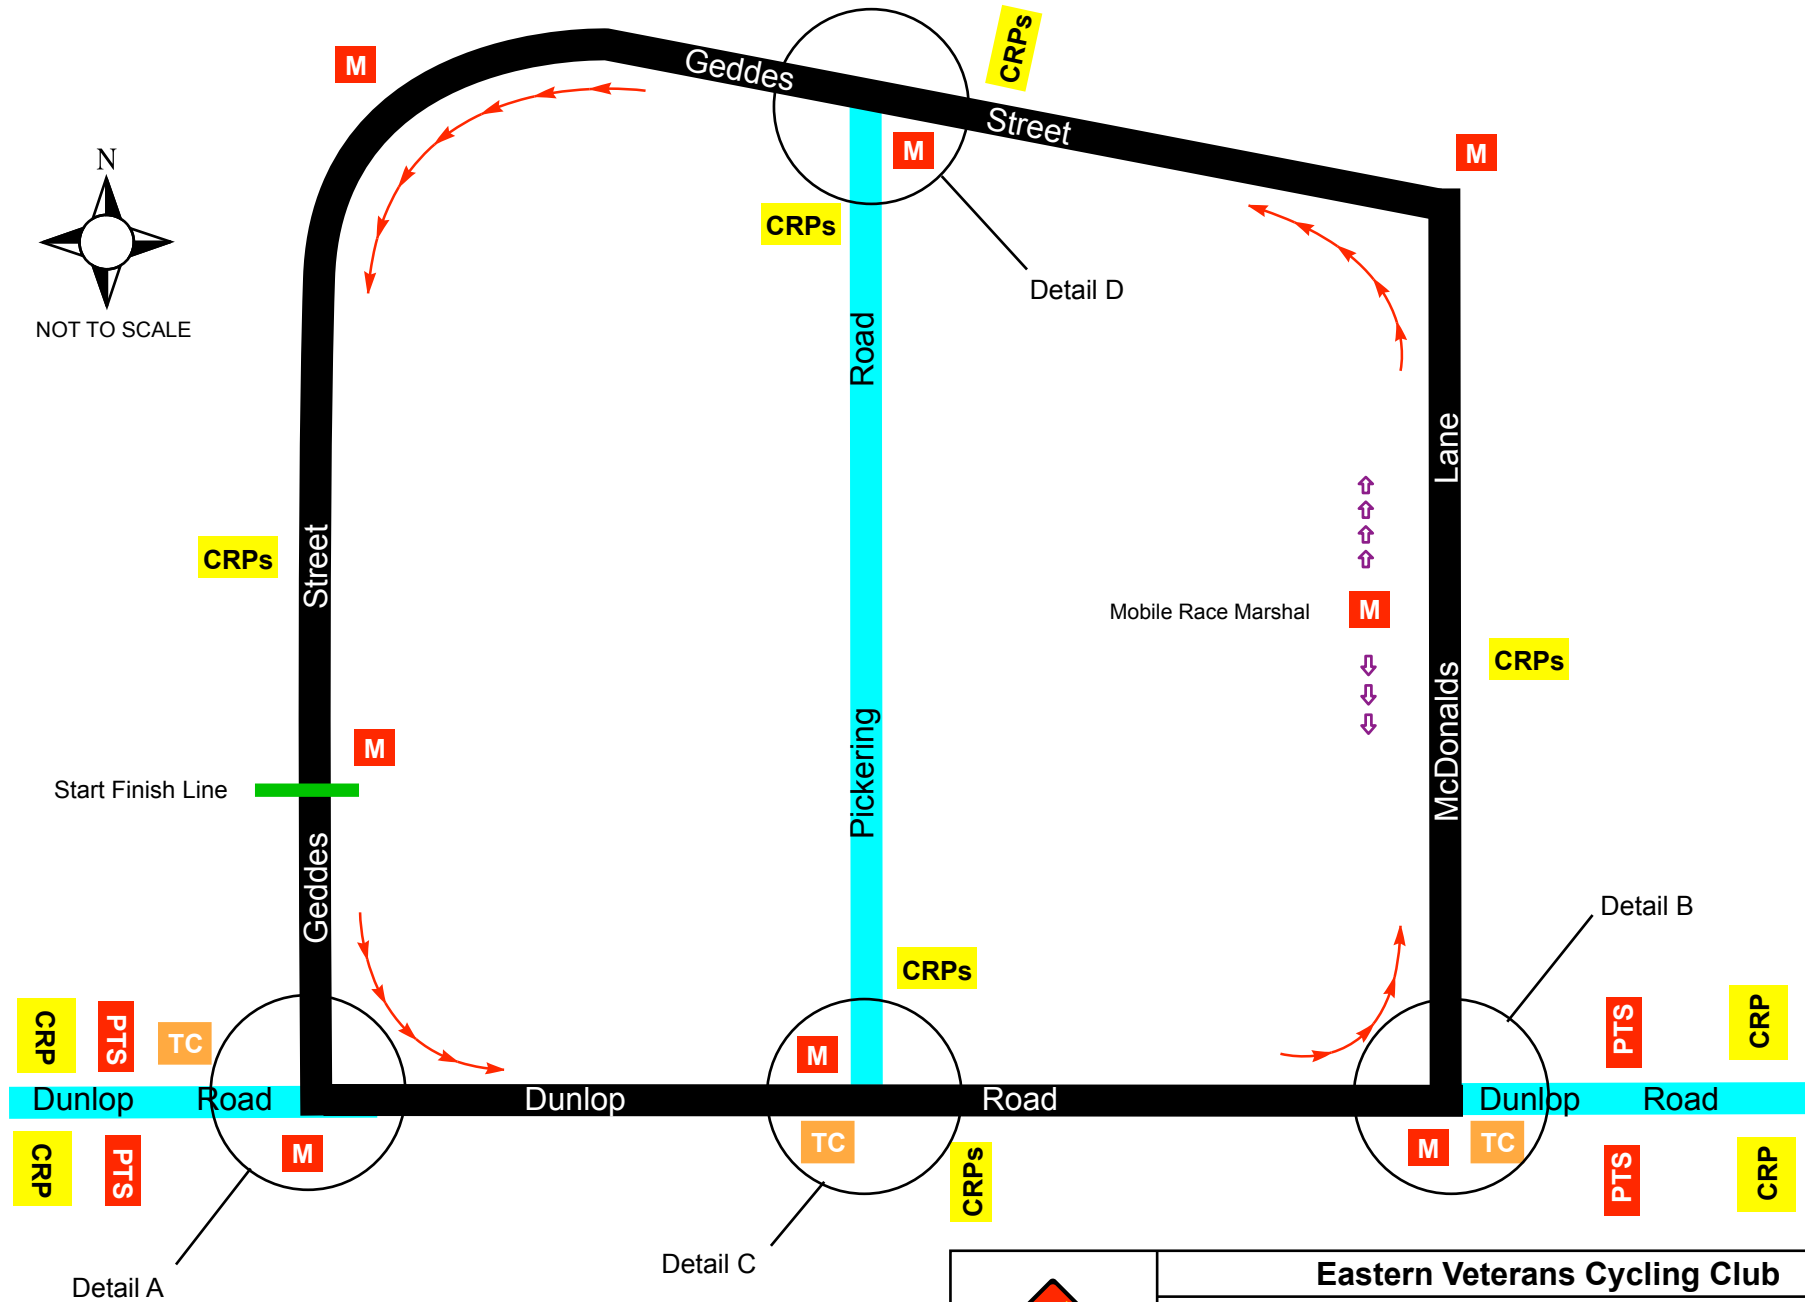 M
Geddes
Street
CRPs
M
M
N
NOT TO SCALE
CRPs
Detail D
Road
Lane
CRPs
Street
Mobile Race Marshal
M
CRPs
McDonalds
Pickering
M
Start Finish Line
Geddes
Detail B
CRPs
CRP
PTS
TC
M
PTS
CRP
Dunlop
Road
Dunlop
Road
Dunlop
Road
CRP
PTS
M
TC
CRPs
M
TC
PTS
CRP
Detail A
Detail C
Eastern Veterans Cycling Club